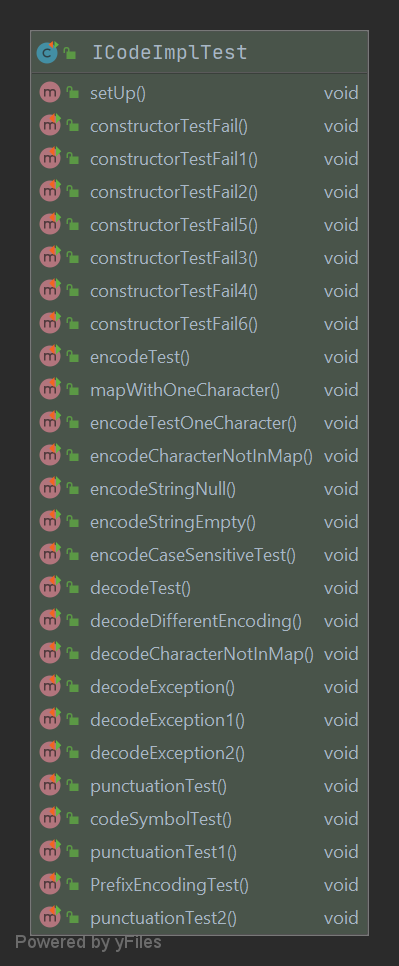 ICodeImplTest
setUp() void
constructorTestFail() void
constructorTestFail1() void
constructorTestFail2() void
constructorTestFail5() void
constructorTestFail3() void
constructorTestFail4() void
constructorTestFail6() void
encodeTest() void
mapWithOneCharacter() void
encodeTestOneCharacter() void
encodeCharacterNotInMap() void
encodeStringNull() void
encodeStringEmpty() void
encodeCaseSensitiveTest() void
decodeTest() void
decodeDifferentEncoding() void
decodeCharacterNotInMap() void
decodeException() void
decodeException1() void
decodeException2() void
punctuationTest() void
codeSymbolTest() void
punctuationTest1() void
PrefixEncodingTest() void
punctuationTest2() void
Powered by yFiles